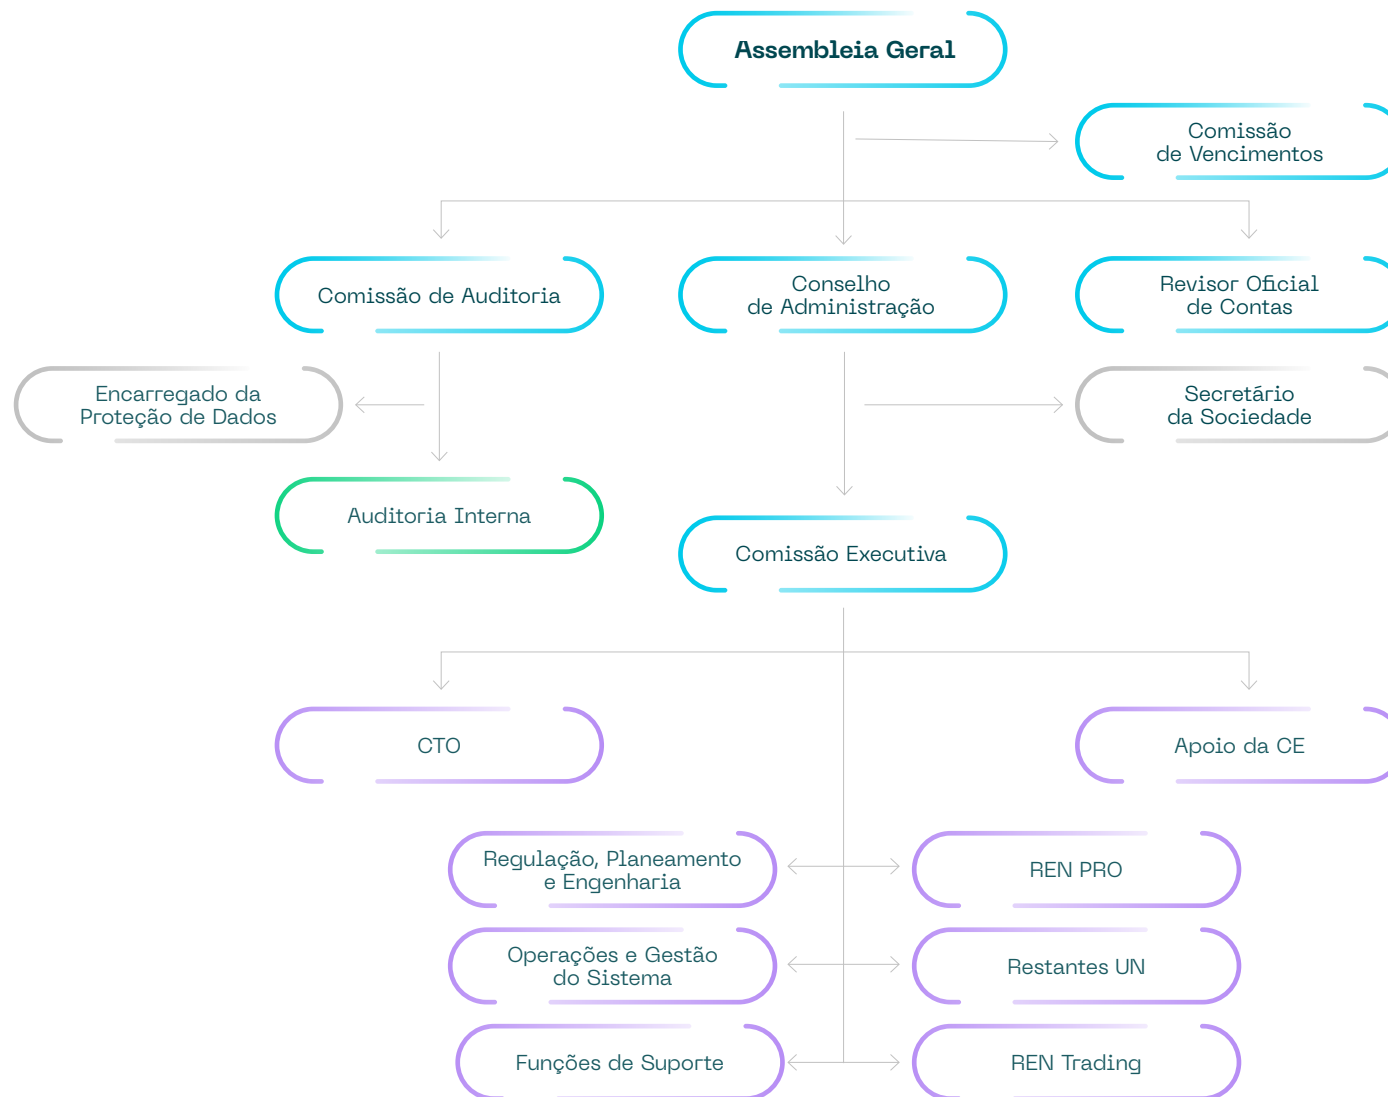 Assembleia Geral
Comissão
de Vencimentos
Comissão de Auditoria
Conselho
de Administração
Revisor Oficial
de Contas
Encarregado da
Proteção de Dados
Secretário
da Sociedade
Auditoria Interna
Comissão Executiva
CTO
Apoio da CE
Regulação, Planeamento
e Engenharia
REN PRO
Operações e Gestão
do Sistema
Restantes UN
Funções de Suporte
REN Trading